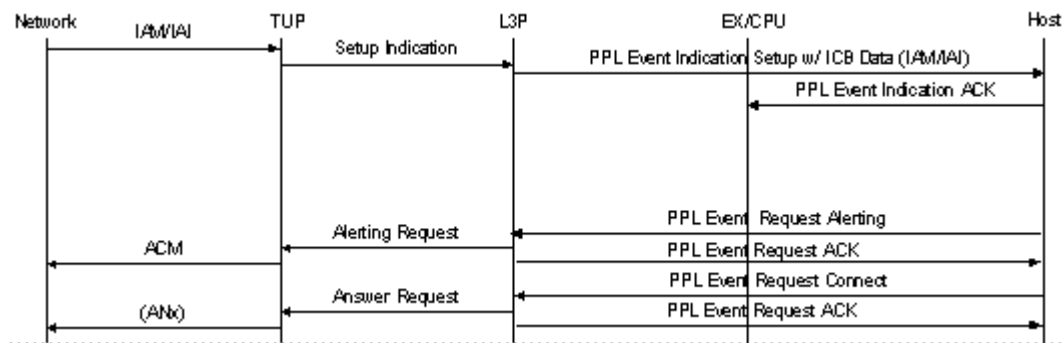 Network TUP L3P EX/CPU Host
IAM/IAI
Setup Indication
PPL Event Indication Setup w/ ICB Data (IAM/IAI)
PPL Event Indication ACK
PPL Event Request Alerting
Alerting Request
ACM
PPL Event Request ACK
PPL Event Request Connect
Answer Request
(ANx)
PPL Event Request ACK